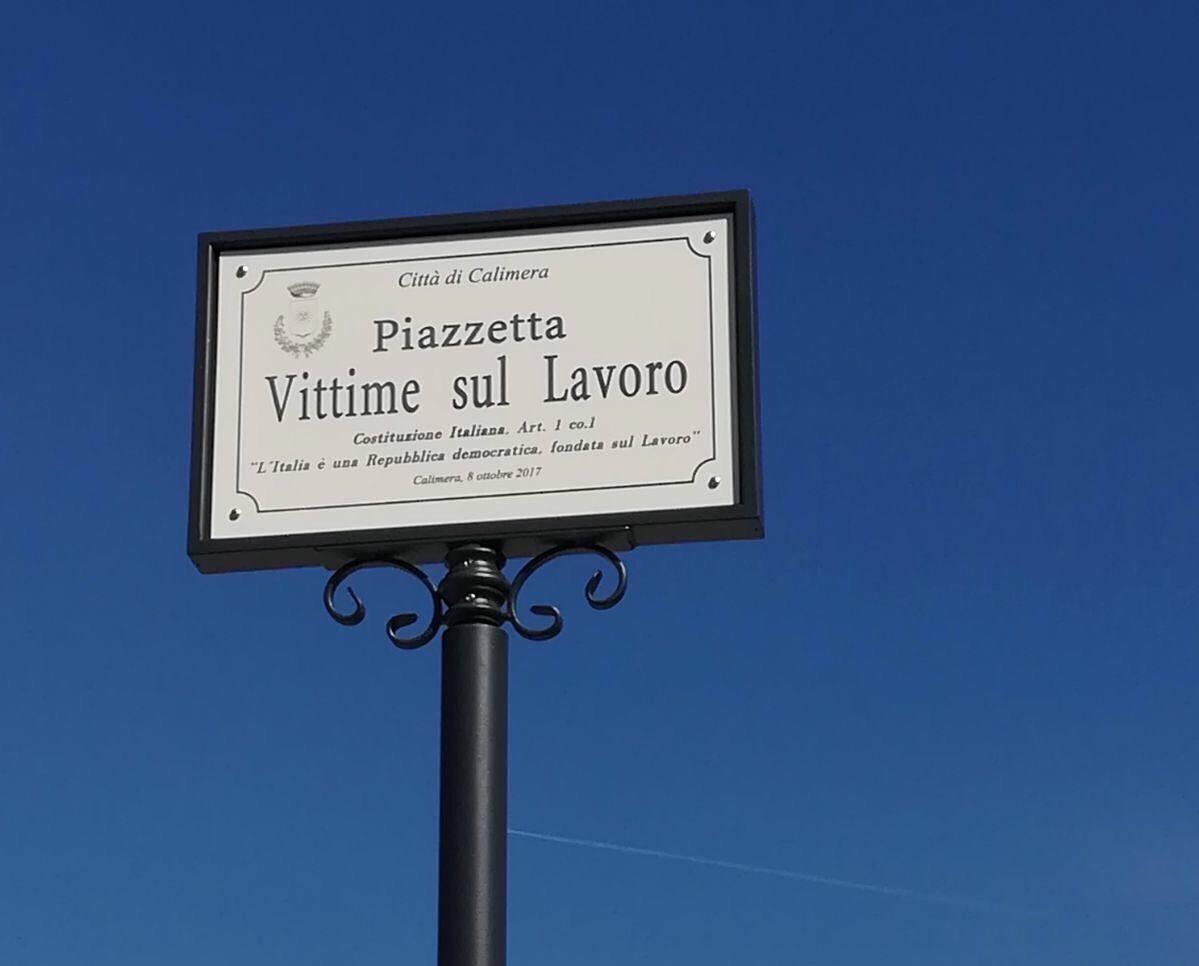 Città di Calimera
Piazzetta
Vittime sul Lavoro
Costituzione Italiana, Art. 1 co.1
"L'Italia è una Repubblica democratica, fondata sul Lavoro"
Calimera, 8 ottobre 2017